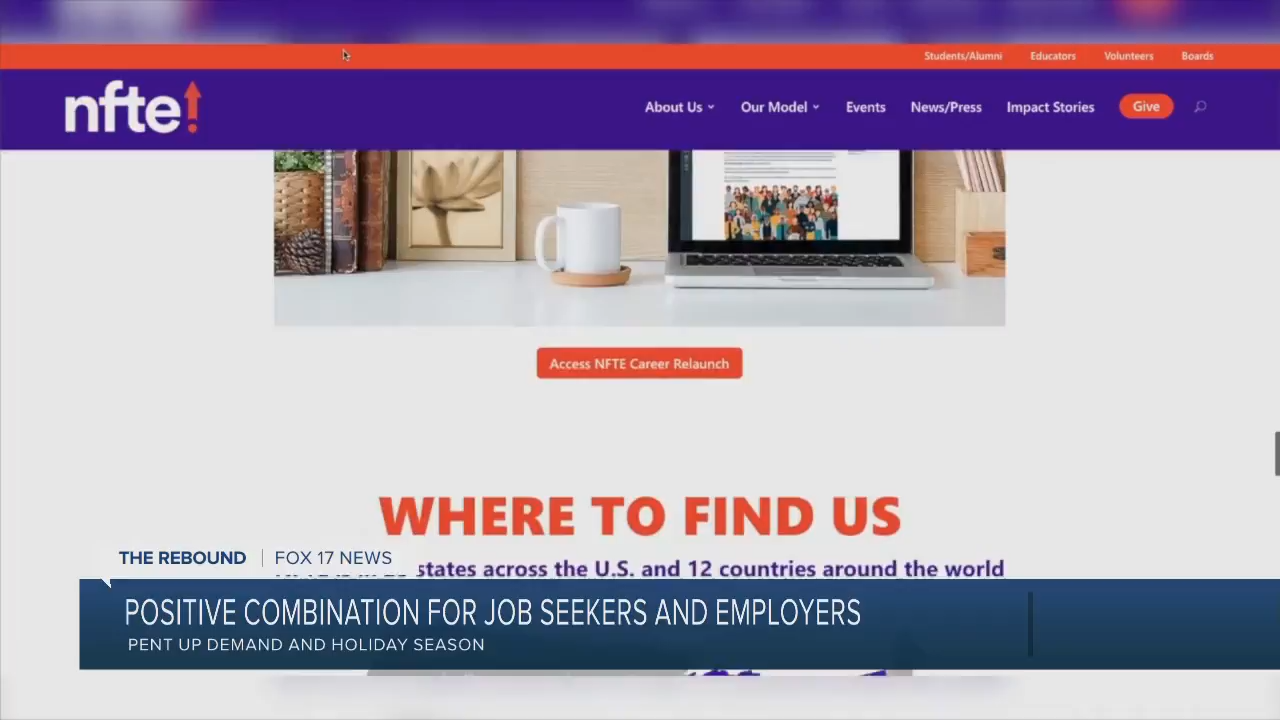 Students/Alumni Educators Volunteers Boards
nfte!
About Us Our Model Events News/Press Impact Stories Give
Access NFTE Career Relaunch
WHERE TO FIND US
THE REBOUND | FOX 17 NEWS
states across the U.S. and 12 countries around the world
POSITIVE COMBINATION FOR JOB SEEKERS AND EMPLOYERS
PENT UP DEMAND AND HOLIDAY SEASON